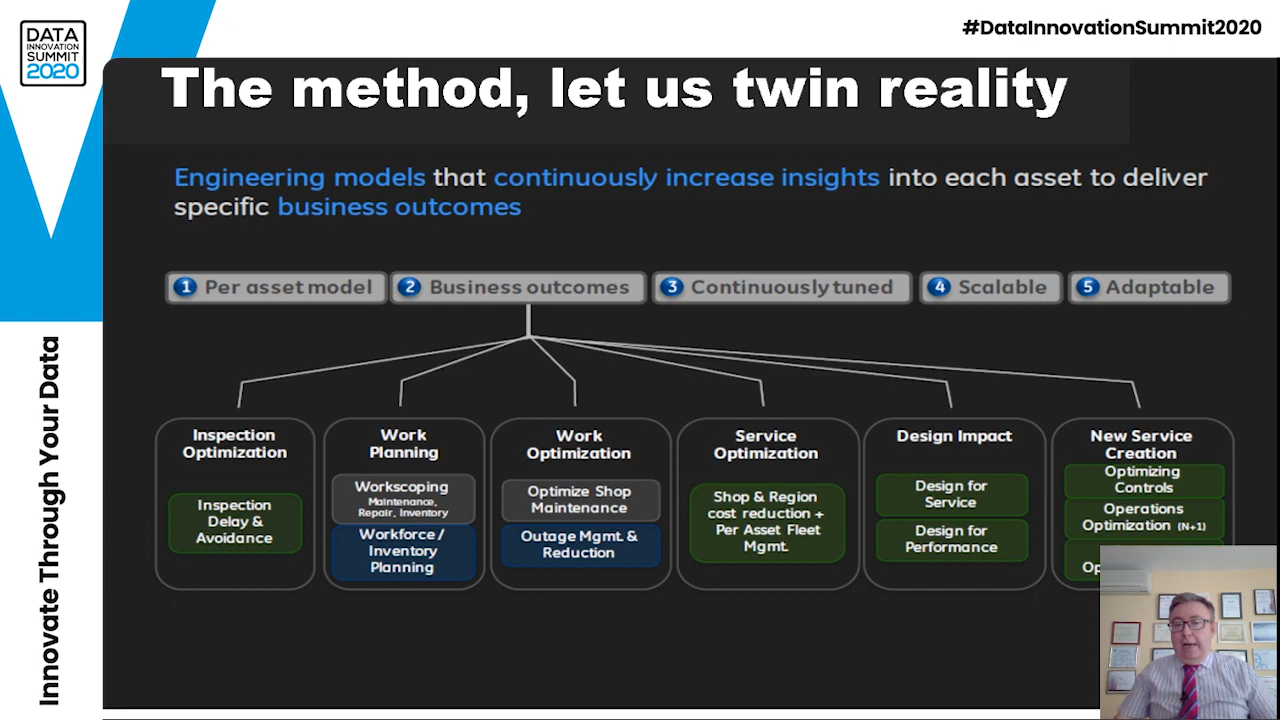 DATA
INNOVATION
SUMMIT
2020
#DataInnovationSummit2020
Innovate Through Your Data
The method, let us twin reality
Engineering models that continuously increase insights into each asset to deliver
specific business outcomes
1 Per asset model
2 Business outcomes
3 Continuously tuned
4 Scalable
5 Adaptable
Inspection
Optimization
Inspection
Delay &
Avoidance
Work
Planning
Workscoping
Maintenance,
Repair, Inventory
Workforce /
Inventory
Planning
Work
Optimization
Optimize Shop
Maintenance
Outage Mgmt. &
Reduction
Service
Optimization
Shop & Region
cost reduction +
Per Asset Fleet
Mgmt.
Design Impact
Design for
Service
Design for
Performance
New Service
Creation
Optimizing
Controls
Operations
Optimization (N+1)